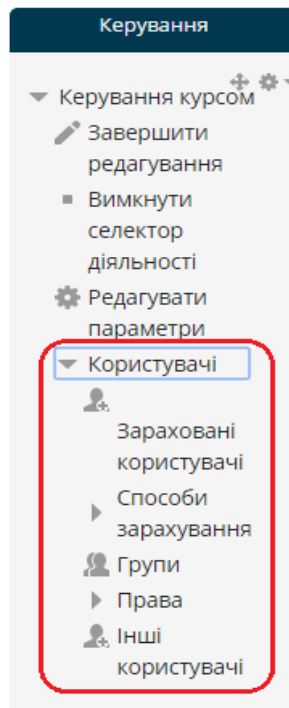 Керування
Керування курсом
Завершити
редагування
Вимкнути
селектор
діяльності
Редагувати
параметри
Користувачі
Зараховані
користувачі
Способи
зарахування
Групи
Права
Інші
користувачі